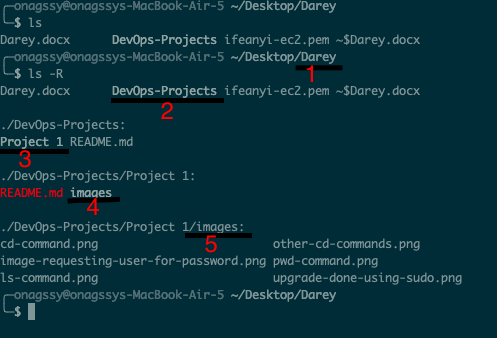 ╭─onagssy@onagssys-MacBook-Air-5 ~/Desktop/Darey
╰─$ ls
Darey.docx DevOps-Projects ifeanyi-ec2.pem ~$Darey.docx
╭─onagssy@onagssys-MacBook-Air-5 ~/Desktop/Darey
╰─$ ls -R
1
Darey.docx DevOps-Projects ifeanyi-ec2.pem ~$Darey.docx
2
./DevOps-Projects:
Project 1 README.md
3
./DevOps-Projects/Project 1:
README.md images
4
./DevOps-Projects/Project 1/images:
5
cd-command.png other-cd-commands.png
image-requesting-user-for-password.png pwd-command.png
ls-command.png upgrade-done-using-sudo.png
╭─onagssy@onagssys-MacBook-Air-5 ~/Desktop/Darey
╰─$